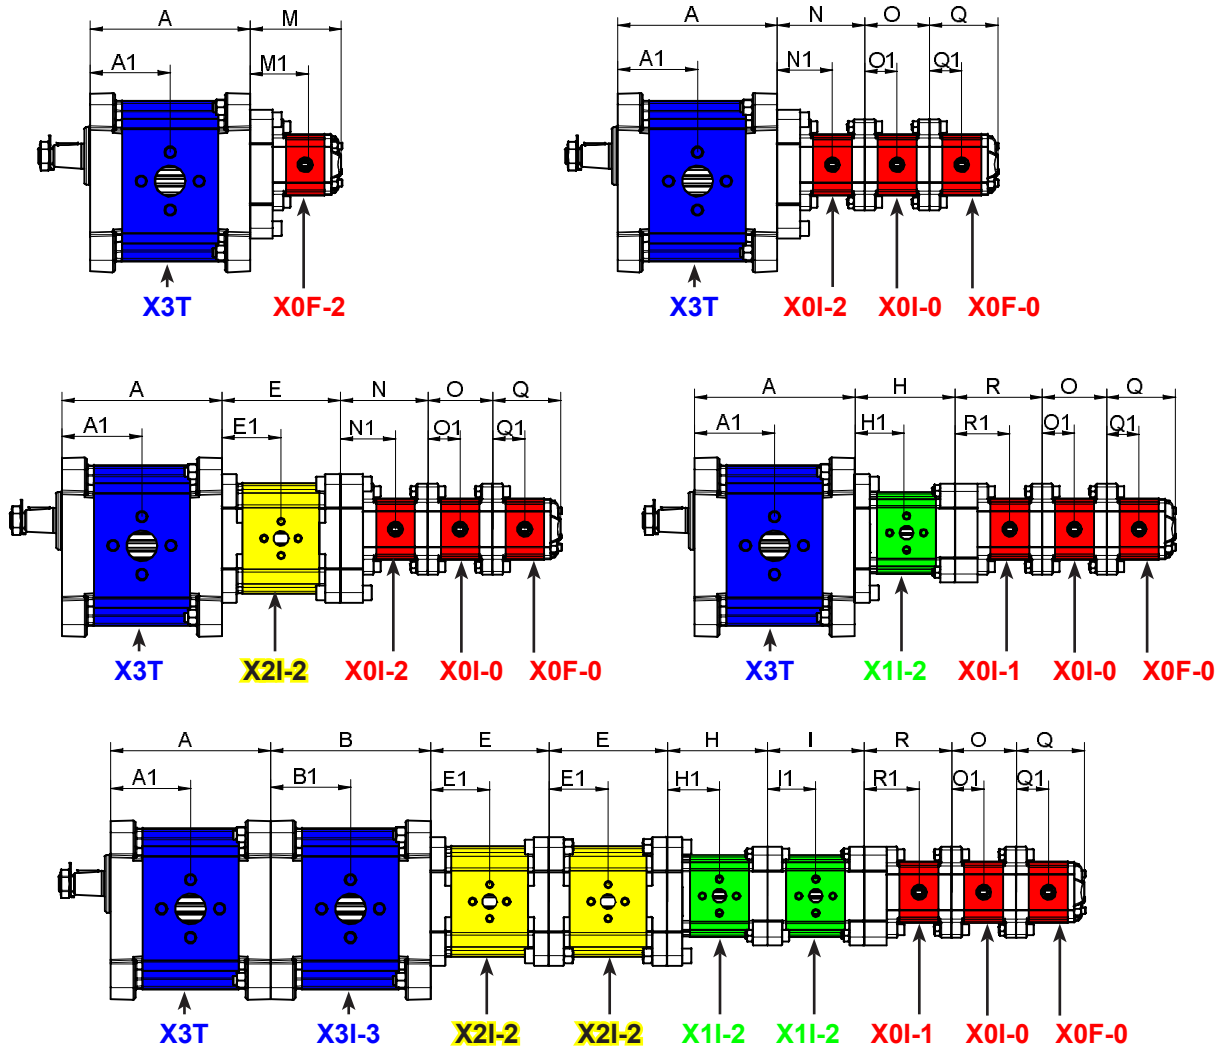 A M
A1 M1
X3T X0F-2
A N O Q
A1 N1 O1 Q1
X3T X0I-2 X0I-0 X0F-0
A E N O Q
A1 E1 N1 O1 Q1
X3T X2I-2 X0I-2 X0I-0 X0F-0
A H R O Q
A1 H1 R1 O1 Q1
X3T X1I-2 X0I-1 X0I-0 X0F-0
A B E E H I R O Q
A1 B1 E1 E1 H1 I1 R1 O1 Q1
X3T X3I-3 X2I-2 X2I-2 X1I-2 X1I-2 X0I-1 X0I-0 X0F-0